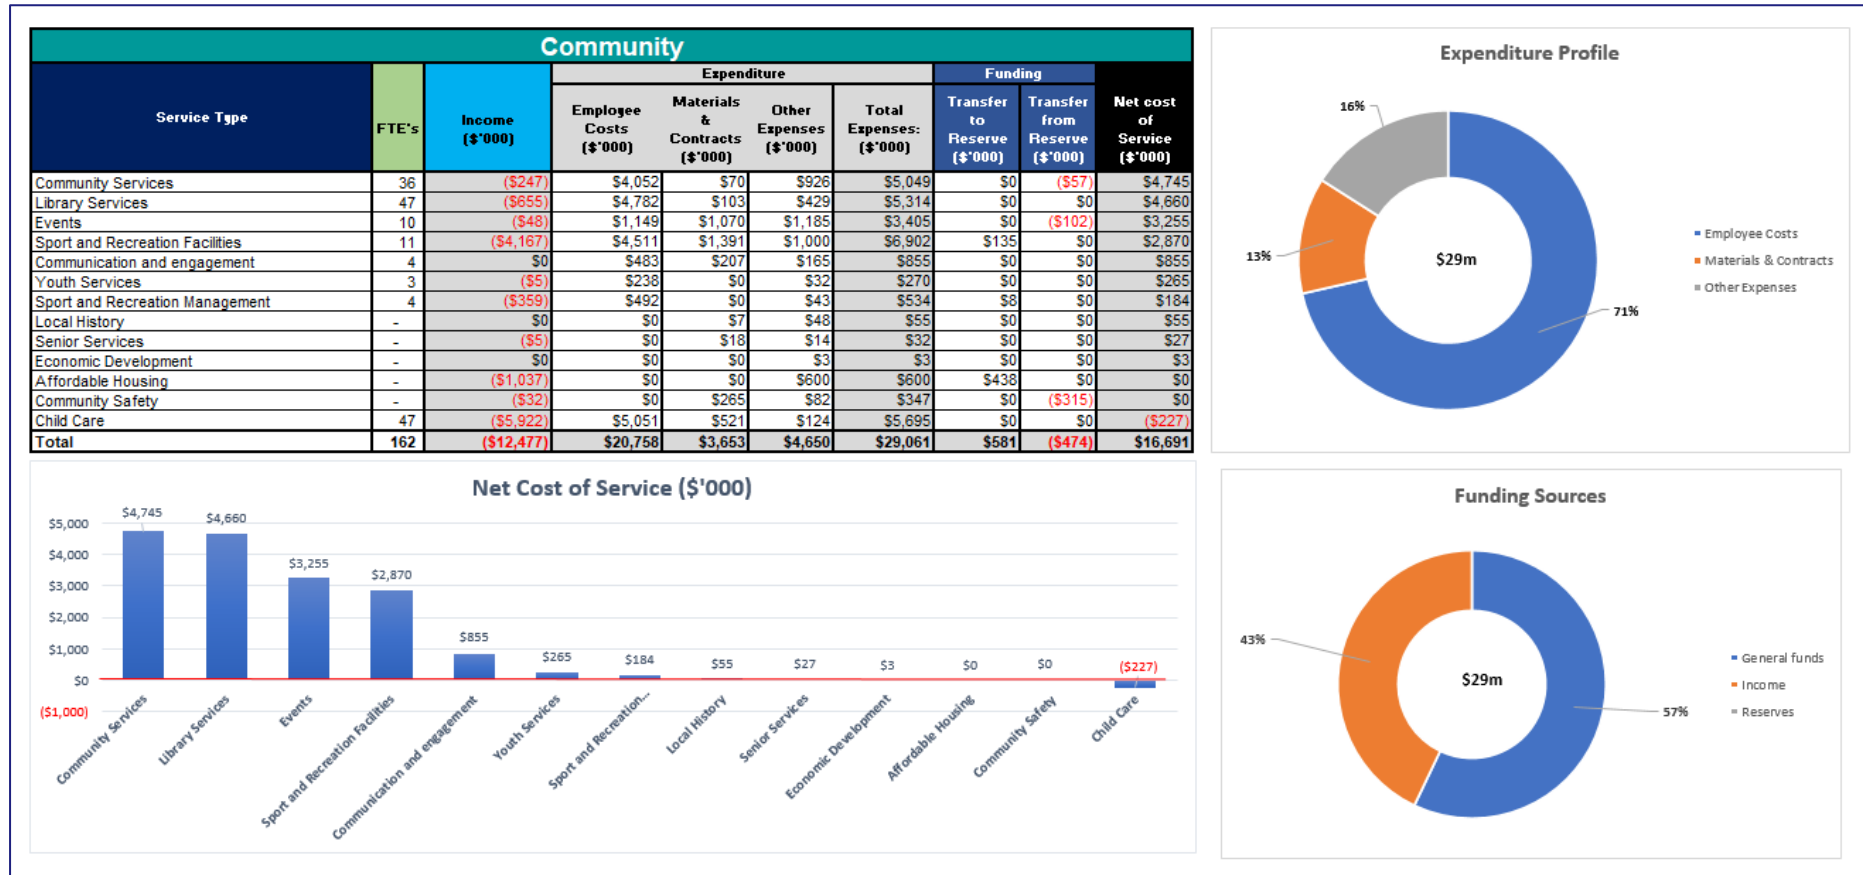 Community
Service Type FTE's Income ($'000) Expenditure Funding Net cost of Service ($'000)
Employee Costs ($'000) Materials & Contracts ($'000) Other Expenses ($'000) Total Expenses: ($'000) Transfer to Reserve ($'000) Transfer from Reserve ($'000)
Community Services 36 ($247) $4,052 $70 $926 $5,049 $0 ($57) $4,745
Library Services 47 ($655) $4,782 $103 $429 $5,314 $0 $0 $4,660
Events 10 ($48) $1,149 $1,070 $1,185 $3,405 $0 ($102) $3,255
Sport and Recreation Facilities 11 ($4,167) $4,511 $1,391 $1,000 $6,902 $135 $0 $2,870
Communication and engagement 4 $0 $483 $207 $165 $855 $0 $0 $855
Youth Services 3 ($5) $238 $0 $32 $270 $0 $0 $265
Sport and Recreation Management 4 ($359) $492 $0 $43 $534 $8 $0 $184
Local History - $0 $0 $7 $48 $55 $0 $0 $55
Senior Services - ($5) $0 $18 $14 $32 $0 $0 $27
Economic Development - $0 $0 $0 $3 $3 $0 $0 $3
Affordable Housing - ($1,037) $0 $0 $600 $600 $438 $0 $0
Community Safety - ($32) $0 $265 $82 $347 $0 ($315) $0
Child Care 47 ($5,922) $5,051 $521 $124 $5,695 $0 $0 ($227)
Total 162 ($12,477) $20,758 $3,653 $4,650 $29,061 $581 ($474) $16,691
Expenditure Profile
16%
13%
$29m
71%
Employee Costs
Materials & Contracts
Other Expenses
Net Cost of Service ($'000)
$5,000
$4,000
$3,000
$2,000
$1,000
$0
($1,000)
$4,745
$4,660
$3,255
$2,870
$855
$265
$184
$55
$27
$3
$0
$0
($227)
Community Services
Library Services
Events
Sport and Recreation Facilities
Communication and engagement
Youth Services
Sport and Recreation...
Local History
Senior Services
Economic Development
Affordable Housing
Community Safety
Child Care
Funding Sources
43%
$29m
57%
General funds
Income
Reserves